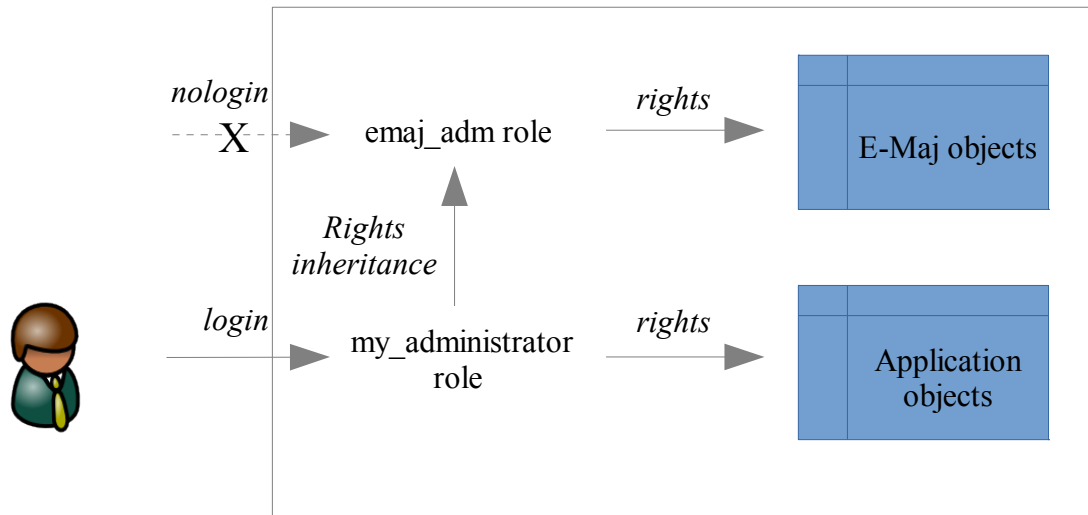 nologin
X
emaj_adm role
rights
E-Maj objects
Rights
inheritance
login
my_administrator
role
rights
Application
objects